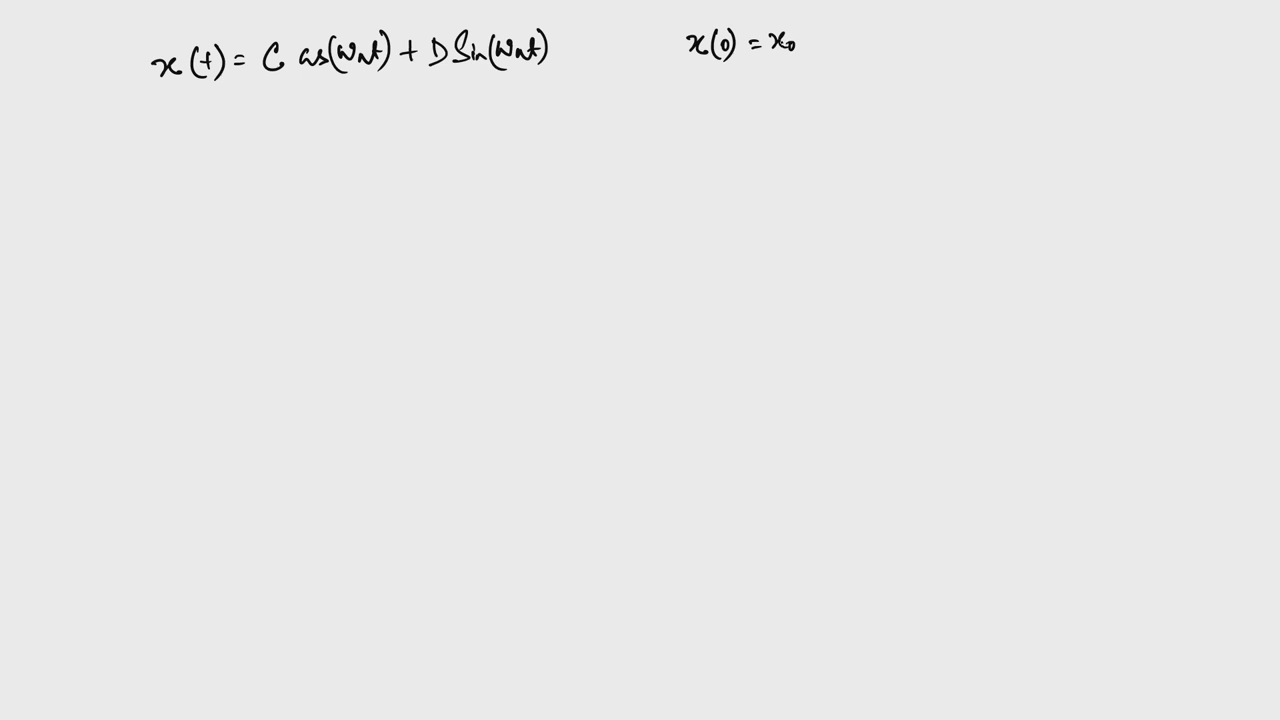 x(t) = C cos(ωnt) + D Sin(ωnt)
x(0) = x₀